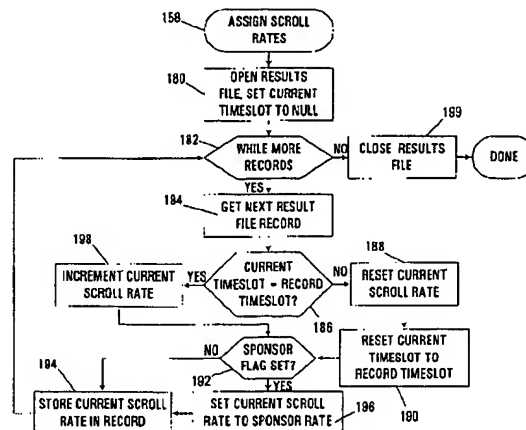 158
ASSIGN SCROLL
RATES
180
OPEN RESULTS
FILE, SET CURRENT
TIMESLOT TO NULL
182
WHILE MORE
RECORDS
NO
199
CLOSE RESULTS
FILE
DONE
YES
184
GET NEXT RESULT
FILE RECORD
198
INCREMENT CURRENT
SCROLL RATE
YES
CURRENT
TIMESLOT = RECORD
TIMESLOT?
186
NO
188
RESET CURRENT
SCROLL RATE
RESET CURRENT
TIMESLOT TO
RECORD TIMESLOT
190
NO
SPONSOR
FLAG SET?
192
YES
194
STORE CURRENT SCROLL
RATE IN RECORD
SET CURRENT SCROLL
RATE TO SPONSOR RATE
196